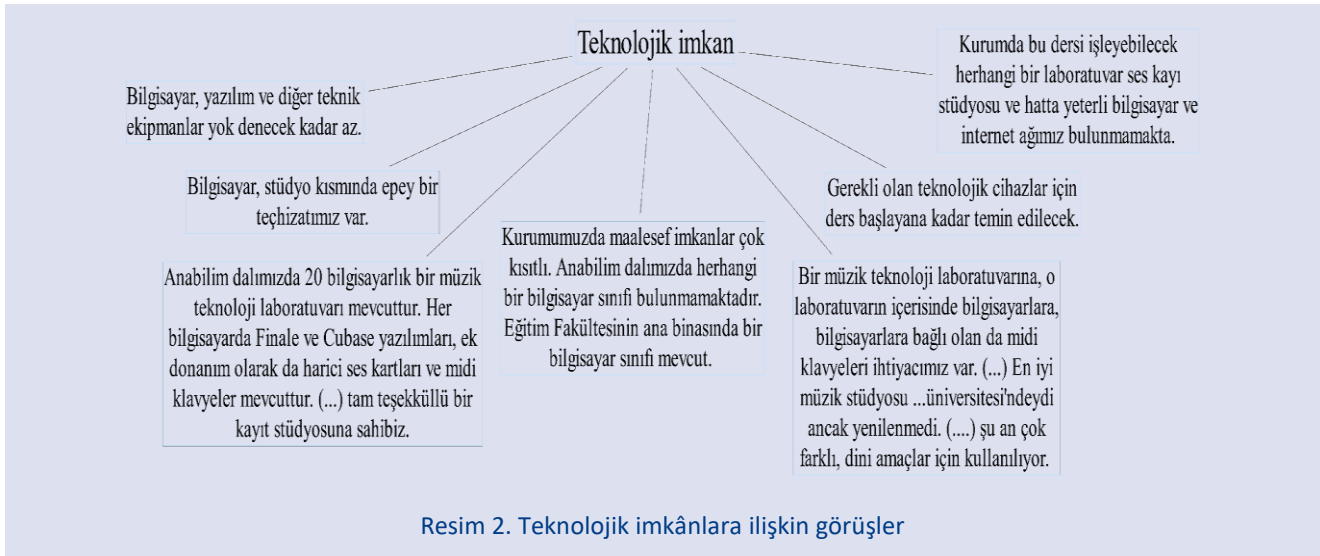 Teknolojik imkan
Bilgisayar, yazılım ve diğer teknik
ekipmanlar yok denecek kadar az.
Bilgisayar, stüdyo kısmında epey bir
teçhizatımız var.
Anabilim dalımızda 20 bilgisayarlık bir müzik
teknoloji laboratuvarı mevcuttur. Her
bilgisayarda Finale ve Cubase yazılımları, ek
donanım olarak da harici ses kartları ve midi
klavyeler mevcuttur. (...) tam teşekküllü bir
kayıt stüdyosuna sahibiz.
Kurumumuzda maalesef imkanlar çok
kısıtlı. Anabilim dalımızda herhangi
bir bilgisayar sınıfi bulunmamaktadır.
Eğitim Fakültesinin ana binasında bir
bilgisayar sınıfi mevcut.
Bir müzik teknoloji laboratuvarına, o
laboratuvarın içerisinde bilgisayarlara,
bilgisayarlara bağlı olan da midi
klavyeleri ihtiyacımız var. (...) En iyi
müzik stüdyosu ...üniversitesi'ndeydi
ancak yenilenmedi. (....) şu an çok
farklı, dini amaçlar için kullanılıyor.
Gerekli olan teknolojik cihazlar için
ders başlayana kadar temin edilecek.
Kurumda bu dersi işleyebilecek
herhangi bir laboratuvar ses kayı
stüdyosu ve hatta yeterli bilgisayar ve
internet ağımız bulunmamakta.
Resim 2. Teknolojik imkânlara ilişkin görüşler